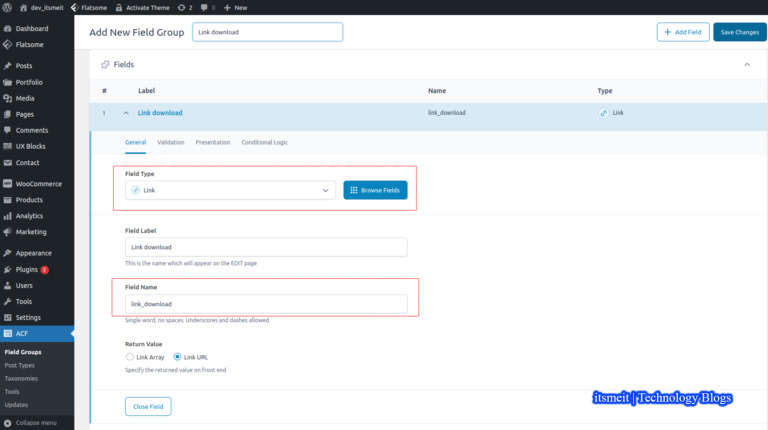 dev_itsmeit Flatsome Activate Theme 2 0 New
Dashboard
Flatsome
Posts
Portfolio
Media
Pages
Comments
UX Blocks
Contact
WooCommerce
Products
Analytics
Marketing
Appearance
Plugins 2
Users
Tools
Settings
ACF
Field Groups
Post Types
Taxonomies
Tools
Updates
Collapse menu
Add New Field Group Link download + Add Field Save Changes
Fields
# Label Name Type
1 Link download link_download Link
General Validation Presentation Conditional Logic
Field Type
Link Browse Fields
Field Label
Link download
This is the name which will appear on the EDIT page
Field Name
link_download
Single word, no spaces. Underscores and dashes allowed
Return Value
Link Array Link URL
Specify the returned value on front end
Close Field
itsmeit | Technology Blogs